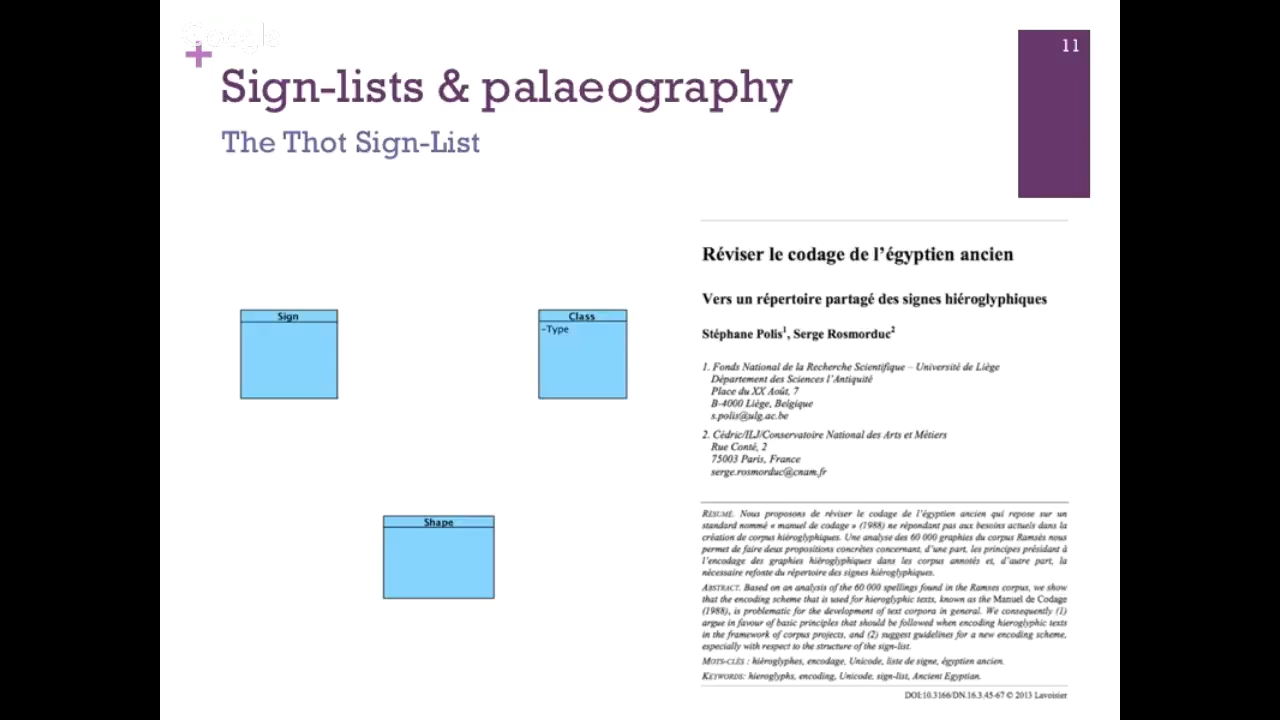 Google
11
Sign-lists & palaeography
The Thot Sign-List
Sign
Class
-Type
Shape
Réviser le codage de l'égyptien ancien
Vers un répertoire partagé des signes hiéroglyphiques
Stéphane Polis1, Serge Rosmorduc2
1. Fonds National de la Recherche Scientifique – Université de Liège
Département des Sciences l'Antiquité
Place du XX Août, 7
B-4000 Liège, Belgique
s.polis@ulg.ac.be
2. Cédric/ILJ/Conservatoire National des Arts et Métiers
Rue Conté, 2
75003 Paris, France
serge.rosmorduc@cnam.fr
RÉSUMÉ. Nous proposons de réviser le codage de l'égyptien ancien qui repose sur un
standard nommé « manuel de codage » (1988) ne répondant pas aux besoins actuels dans la
création de corpus hiéroglyphiques. Une analyse des 60 000 graphies du corpus Ramsès nous
permet de faire deux propositions concrètes concernant, d'une part, les principes présidant à
l'encodage des graphies hiéroglyphiques dans les corpus annotés et, d'autre part, la
nécessaire refonte du répertoire des signes hiéroglyphiques.
ABSTRACT. Based on an analysis of the 60 000 spellings found in the Ramses corpus, we show
that the encoding scheme that is used for hieroglyphic texts, known as the Manuel de Codage
(1988), is problematic for the development of text corpora in general. We consequently (1)
argue in favour of basic principles that should be followed when encoding hieroglyphic texts
in the framework of corpus projects, and (2) suggest guidelines for a new encoding scheme,
especially with respect to the structure of the sign-list.
MOTS-CLÉS : hiéroglyphes, encodage, Unicode, liste de signe, égyptien ancien.
KEYWORDS: hieroglyphs, encoding, Unicode, sign-list, Ancient Egyptian.
DOI:10.3166/DN.16.3.45-67 © 2013 Lavoisier